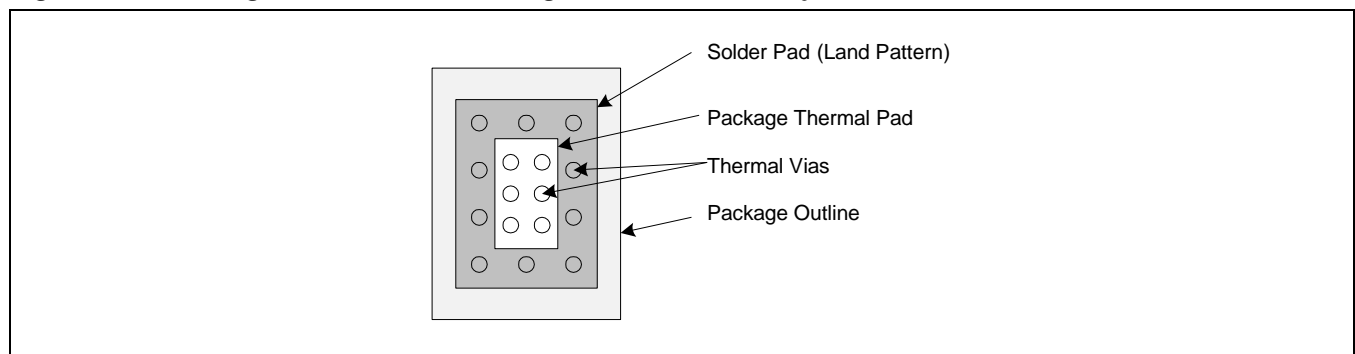 Solder Pad (Land Pattern)
Package Thermal Pad
Thermal Vias
Package Outline